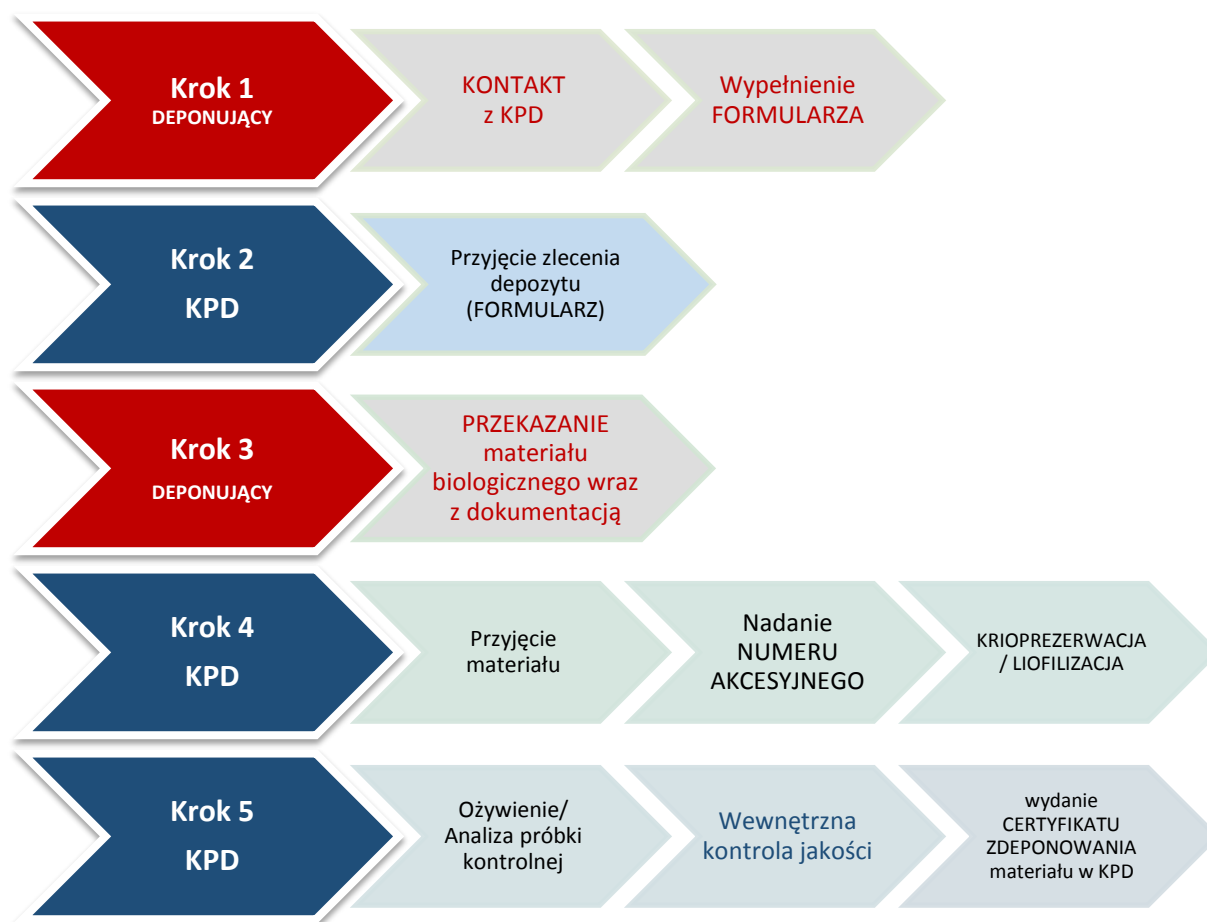 Krok 1
DEPONUJĄCY
KONTAKT
z KPD
Wypełnienie
FORMULARZA
Krok 2
KPD
Przyjęcie zlecenia
depozytu
(FORMULARZ)
Krok 3
DEPONUJĄCY
PRZEKAZANIE
materiału
biologicznego wraz
z dokumentacją
Krok 4
KPD
Przyjęcie
materiału
Nadanie
NUMERU
AKCESYJNEGO
KRIOPREZERWACJA
/ LIOFILIZACJA
Krok 5
KPD
Ożywienie/
Analiza próbki
kontrolnej
Wewnętrzna
kontrola jakości
wydanie
CERTYFIKATU
ZDEPONOWANIA
materiału w KPD